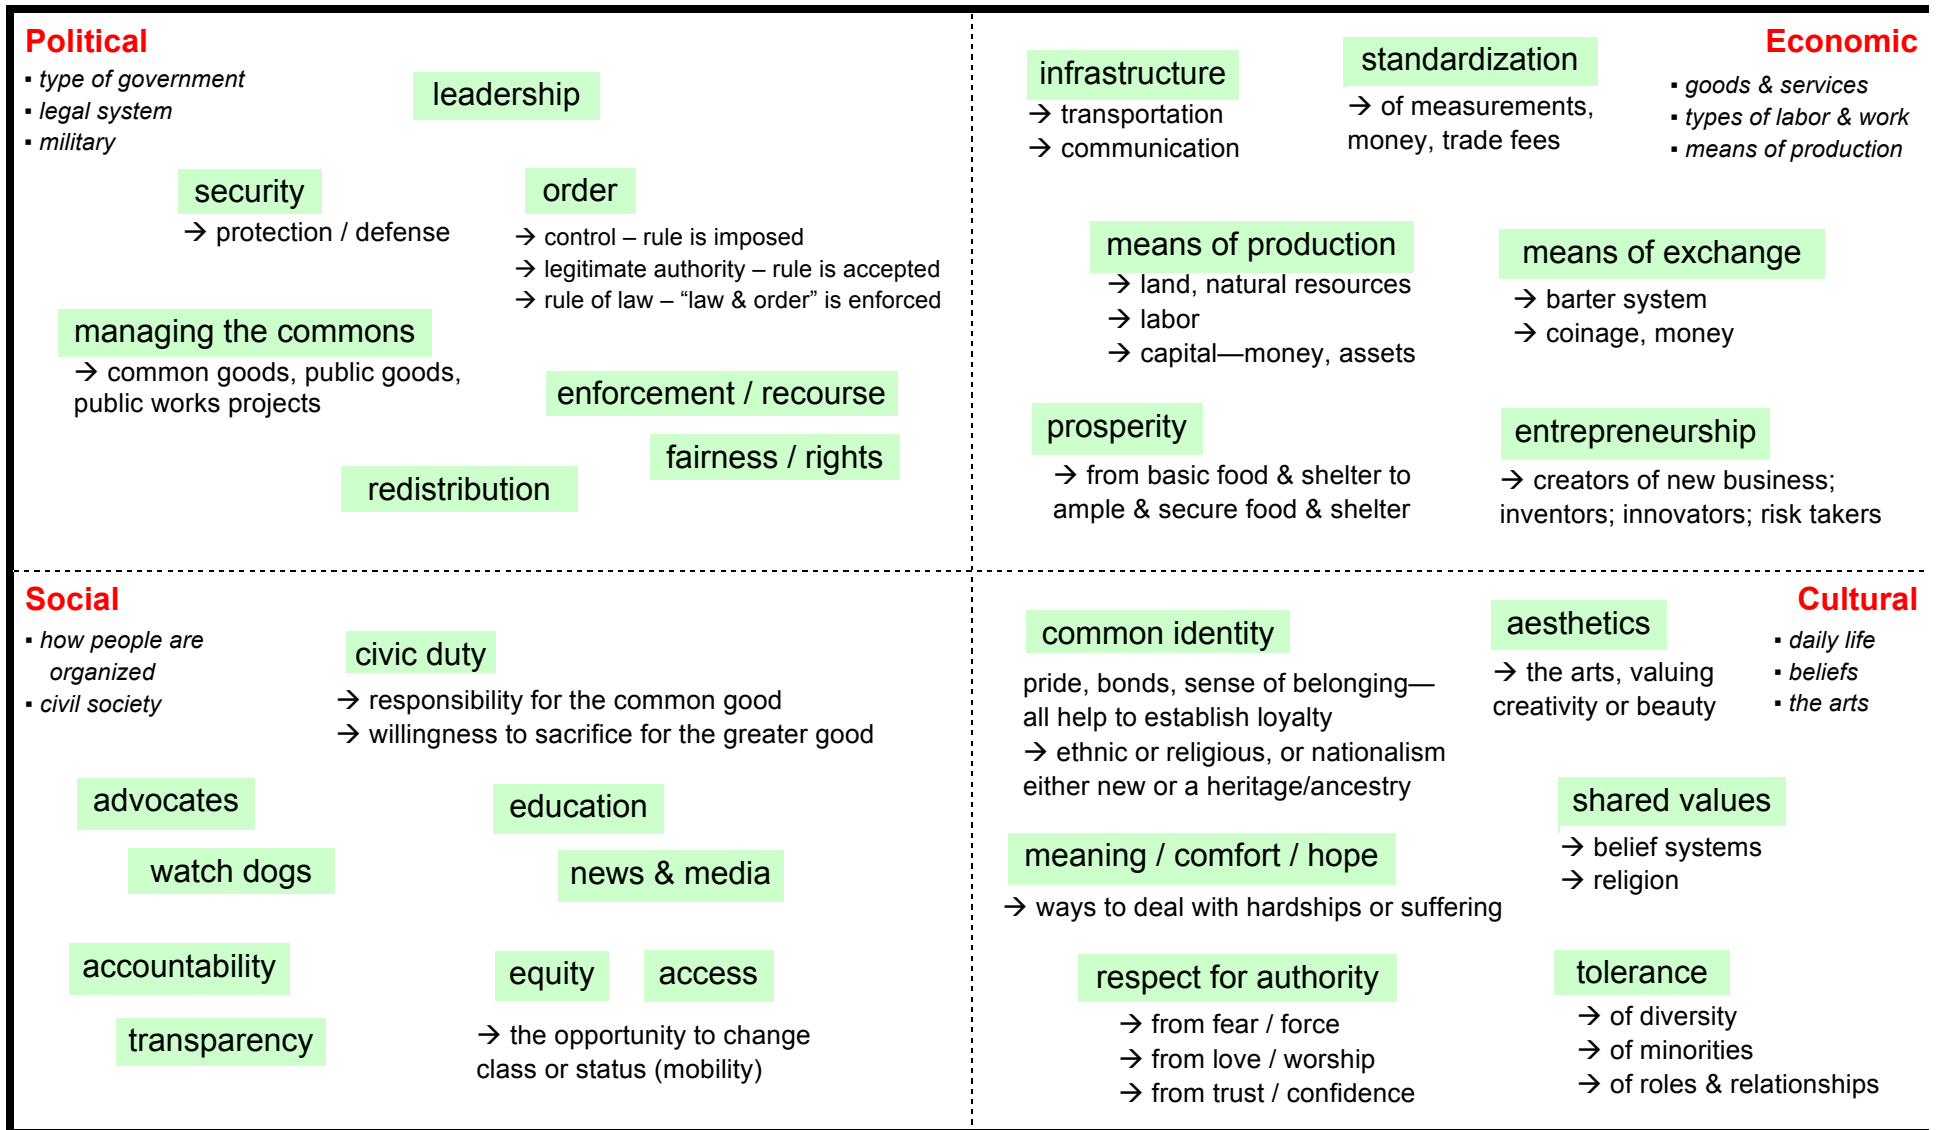 Political
▪ type of government
▪ legal system
▪ military
leadership
security
→ protection / defense
order
→ control – rule is imposed
→ legitimate authority – rule is accepted
→ rule of law – “law & order” is enforced
managing the commons
→ common goods, public goods,
public works projects
enforcement / recourse
fairness / rights
redistribution
Economic
▪ goods & services
▪ types of labor & work
▪ means of production
infrastructure
→ transportation
→ communication
standardization
→ of measurements,
money, trade fees
means of production
→ land, natural resources
→ labor
→ capital—money, assets
means of exchange
→ barter system
→ coinage, money
prosperity
→ from basic food & shelter to
ample & secure food & shelter
entrepreneurship
→ creators of new business;
inventors; innovators; risk takers
Social
▪ how people are
organized
▪ civil society
civic duty
→ responsibility for the common good
→ willingness to sacrifice for the greater good
advocates
watch dogs
education
news & media
accountability
transparency
equity
access
→ the opportunity to change
class or status (mobility)
Cultural
▪ daily life
▪ beliefs
▪ the arts
common identity
pride, bonds, sense of belonging—
all help to establish loyalty
→ ethnic or religious, or nationalism
either new or a heritage/ancestry
aesthetics
→ the arts, valuing
creativity or beauty
shared values
→ belief systems
→ religion
meaning / comfort / hope
→ ways to deal with hardships or suffering
respect for authority
→ from fear / force
→ from love / worship
→ from trust / confidence
tolerance
→ of diversity
→ of minorities
→ of roles & relationships